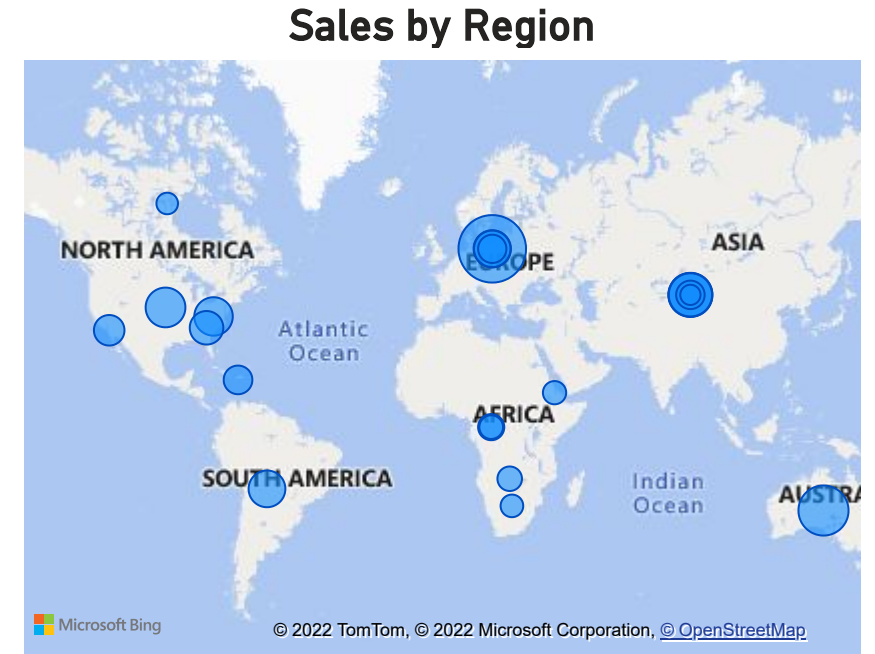 Sales by Region
NORTH AMERICA
EUROPE
ASIA
Atlantic
Ocean
AFRICA
SOUTH AMERICA
Indian
Ocean
AUSTRA
Microsoft Bing
© 2022 TomTom, © 2022 Microsoft Corporation, © OpenStreetMap